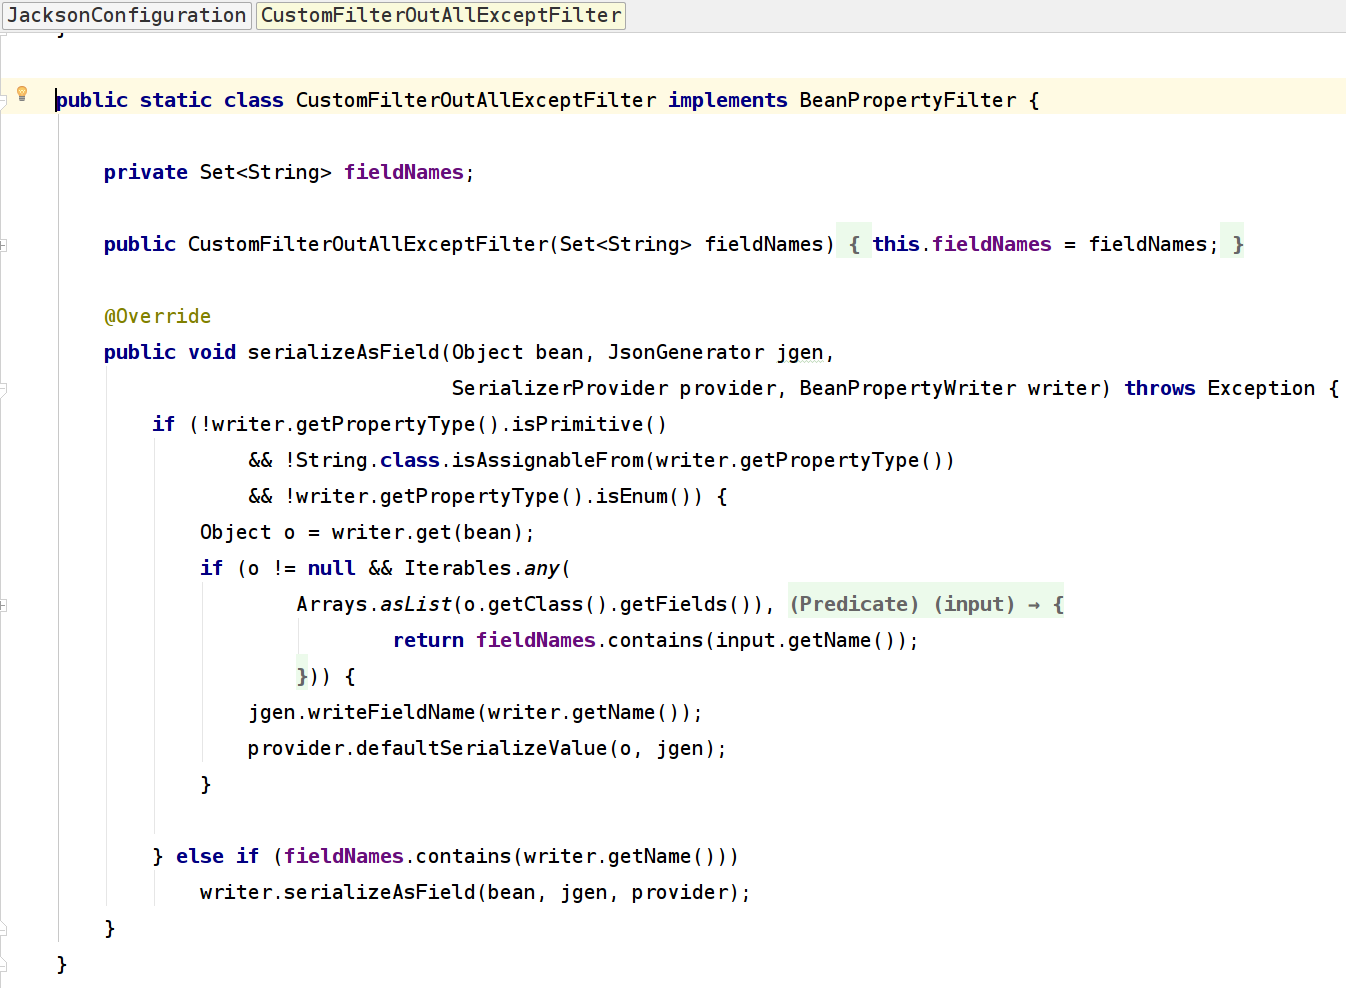 JacksonConfiguration CustomFilterOutAllExceptFilter
}
public static class CustomFilterOutAllExceptFilter implements BeanPropertyFilter {
private Set<String> fieldNames;
public CustomFilterOutAllExceptFilter(Set<String> fieldNames) { this.fieldNames = fieldNames; }
@Override
public void serializeAsField(Object bean, JsonGenerator jgen,
SerializerProvider provider, BeanPropertyWriter writer) throws Exception {
if (!writer.getPropertyType().isPrimitive()
&& !String.class.isAssignableFrom(writer.getPropertyType())
&& !writer.getPropertyType().isEnum()) {
Object o = writer.get(bean);
if (o != null && Iterables.any(
Arrays.asList(o.getClass().getFields()), (Predicate) (input) → {
return fieldNames.contains(input.getName());
})) {
jgen.writeFieldName(writer.getName());
provider.defaultSerializeValue(o, jgen);
}
} else if (fieldNames.contains(writer.getName()))
writer.serializeAsField(bean, jgen, provider);
}
}